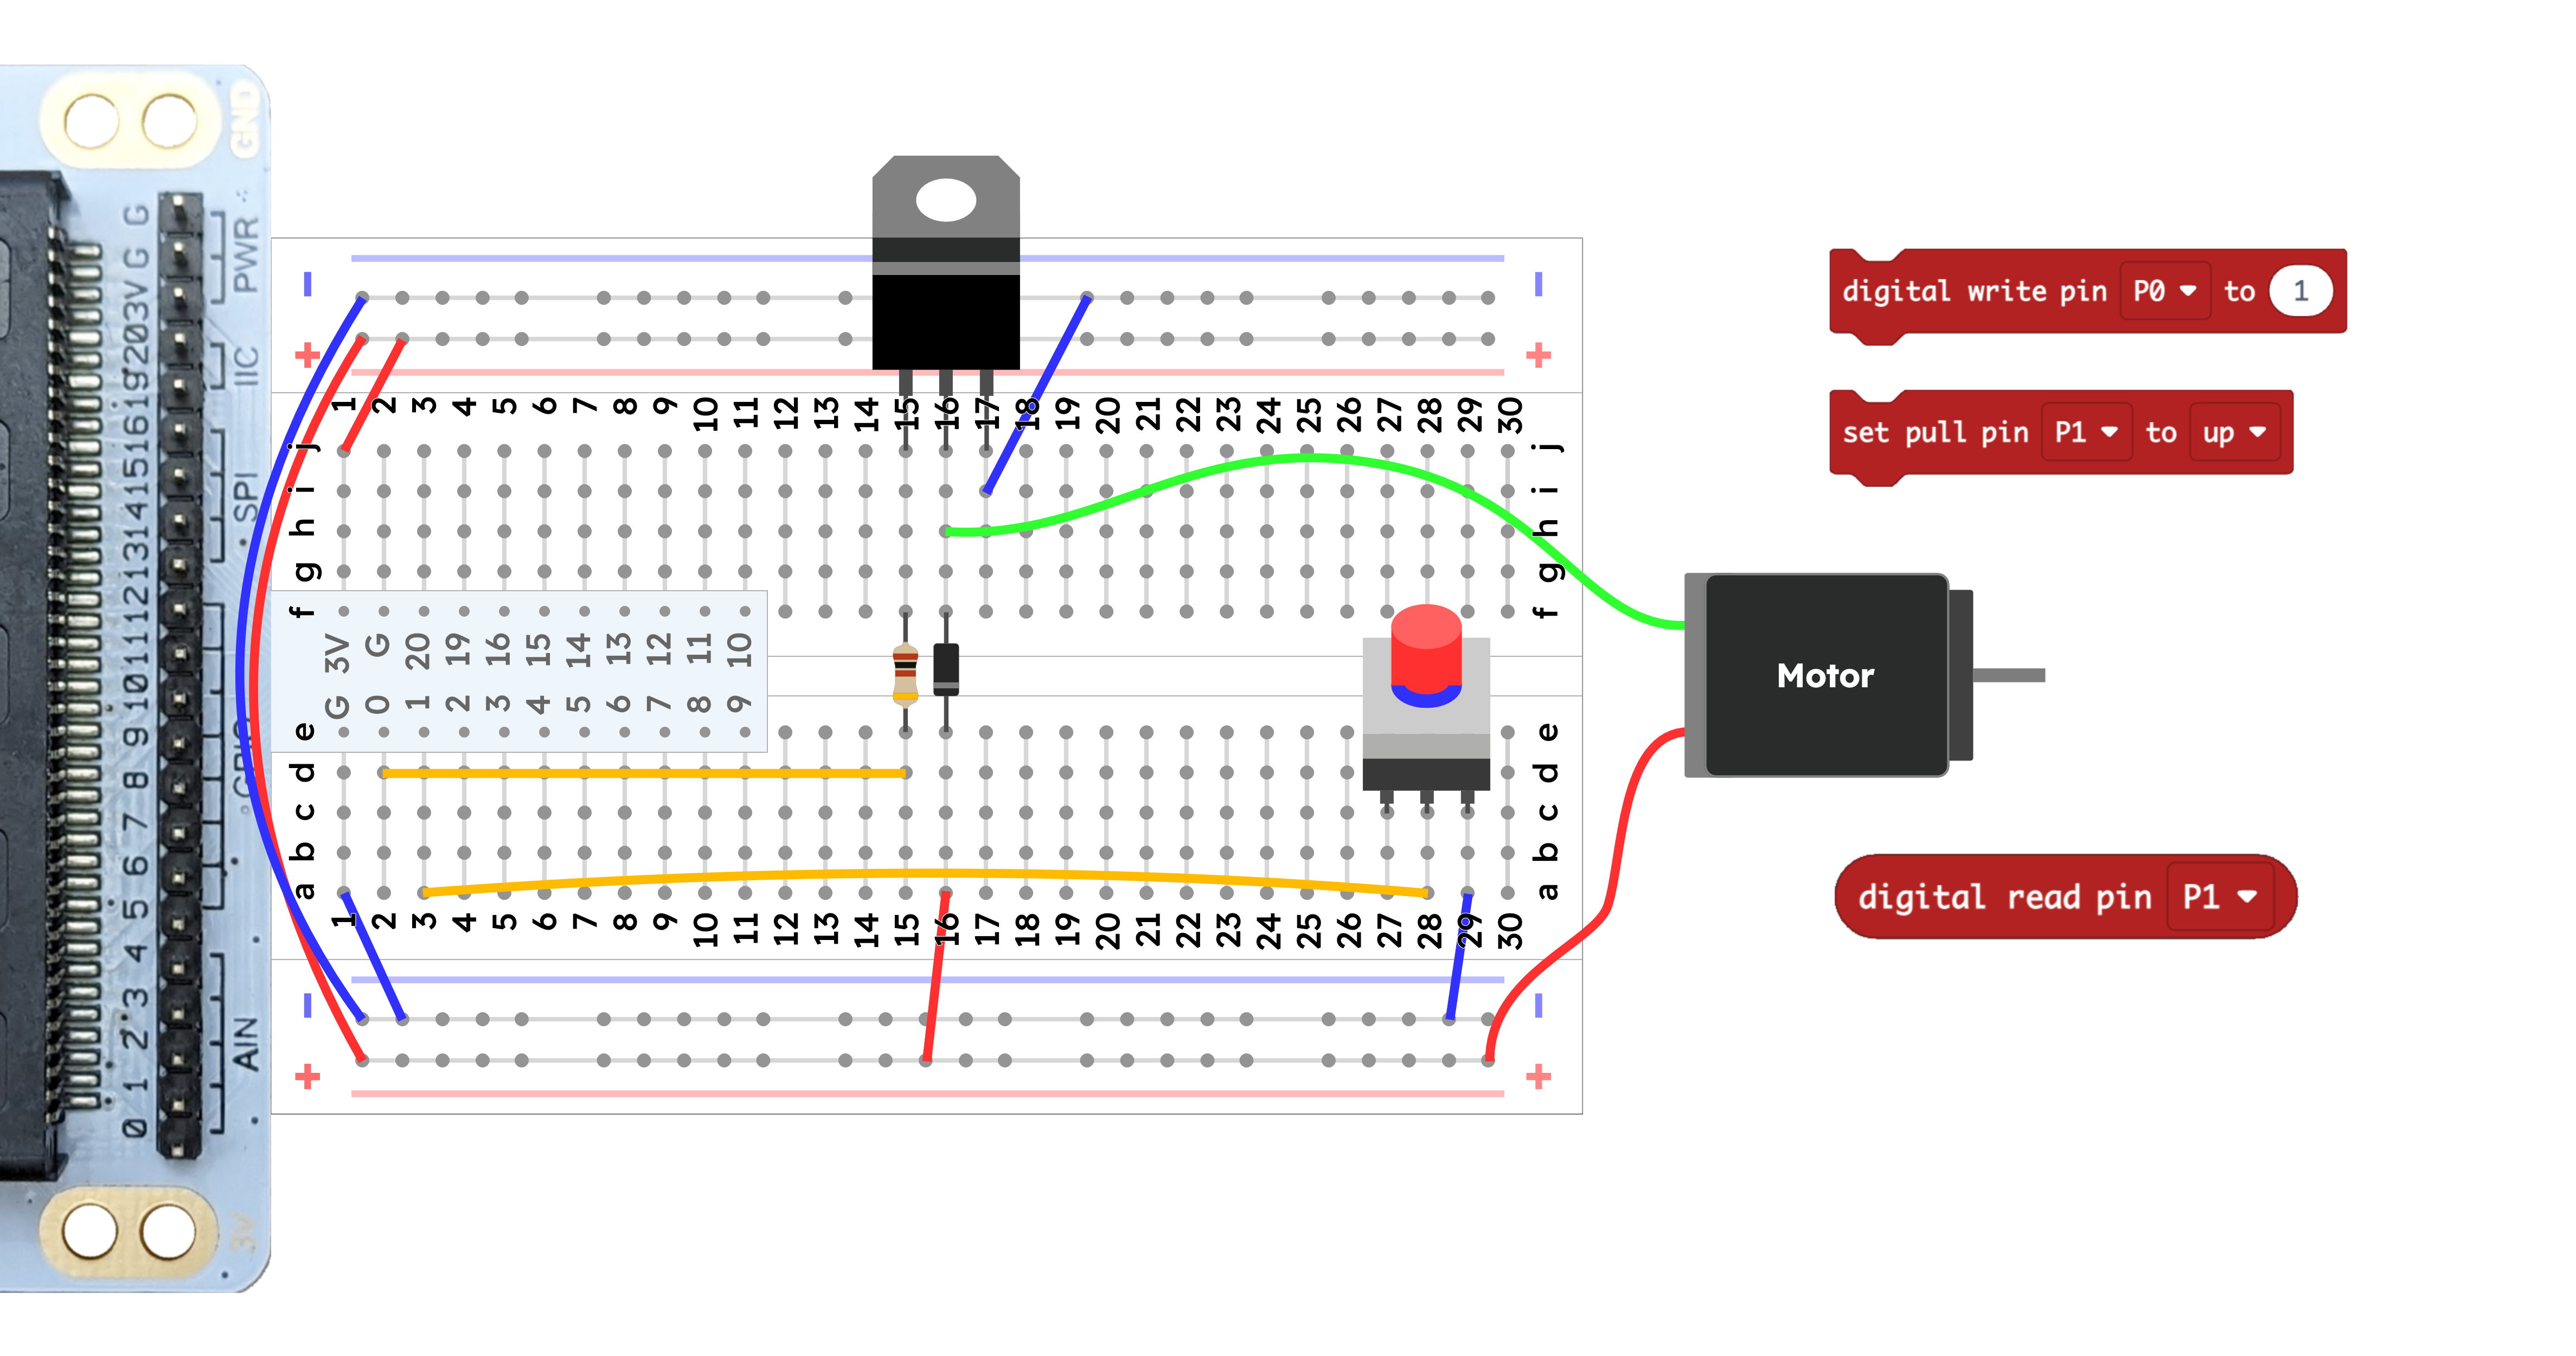 GND
G G 3V 20 19 16 15 14 13 12 11 10 9 8 7 6 5 4 3 2 1 0
PWR
IIC
SPI
AIN
3V
− −
+ +
1 2 3 4 5 6 7 8 9 10 11 12 13 14 15 16 17 18 19 20 21 22 23 24 25 26 27 28 29 30
j j
i i
h h
g g
f f
3V G 20 19 16 15 14 13 12 11 10
G 0 1 2 3 4 5 6 7 8 9
e e
d d
c c
b b
a a
1 2 3 4 5 6 7 8 9 10 11 12 13 14 15 16 17 18 19 20 21 22 23 24 25 26 27 28 29 30
− −
+ +
digital write pin P0 to 1
set pull pin P1 to up
Motor
digital read pin P1